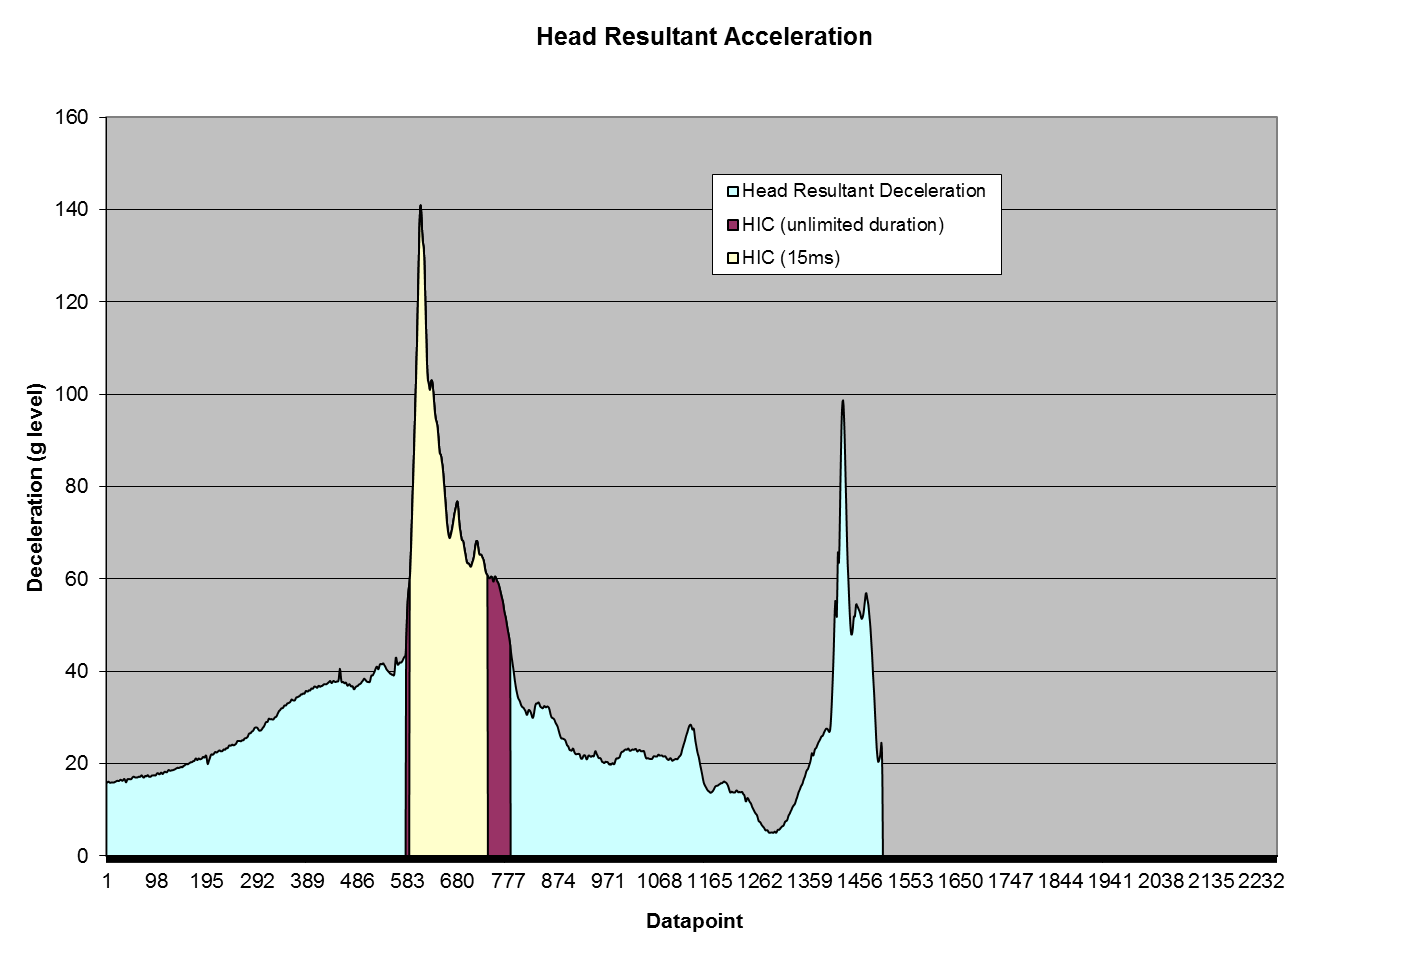 Head Resultant Acceleration
160
140
120
100
80
60
40
20
0
Deceleration (g level)
Head Resultant Deceleration
HIC (unlimited duration)
HIC (15ms)
1 98 195 292 389 486 583 680 777 874 971 1068 1165 1262 1359 1456 1553 1650 1747 1844 1941 2038 2135 2232
Datapoint